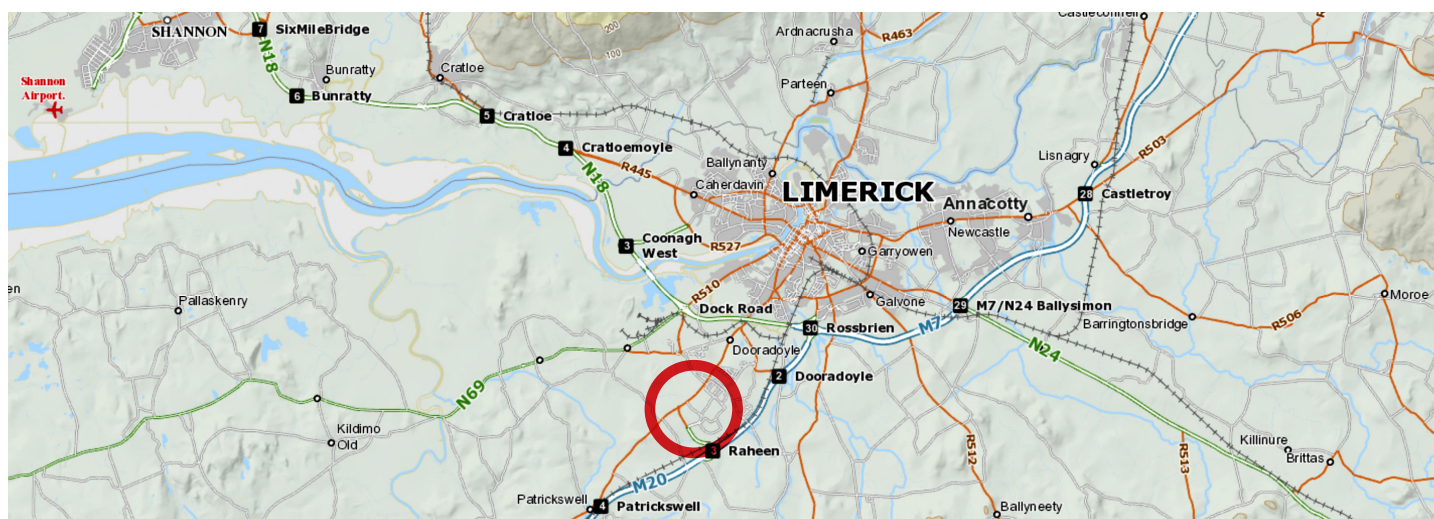 Castleconnell
7 SixMileBridge
SHANNON
Ardnacrusha
R463
200
100
N18
Bunratty
Cratloe
Shannon
Airport.
Parteen
6 Bunratty
5 Cratloe
4 Cratloemoyle
R503
Lisnagry
Ballynanty
R445
N18
Caherdavin
LIMERICK
28 Castletroy
Annacotty
Newcastle
3 Coonagh
West
R527
Garryowen
en
Pallaskenry
R510
Galvone
Moroe
Dock Road
29 M7/N24 Ballysimon
R506
Barringtonsbridge
30 Rossbrien
M7
N24
Dooradoyle
2 Dooradoyle
N69
Kildimo
Old
Killinure
Brittas
3 Raheen
R512
R513
M20
Patrickswell
4 Patrickswell
Ballyneety